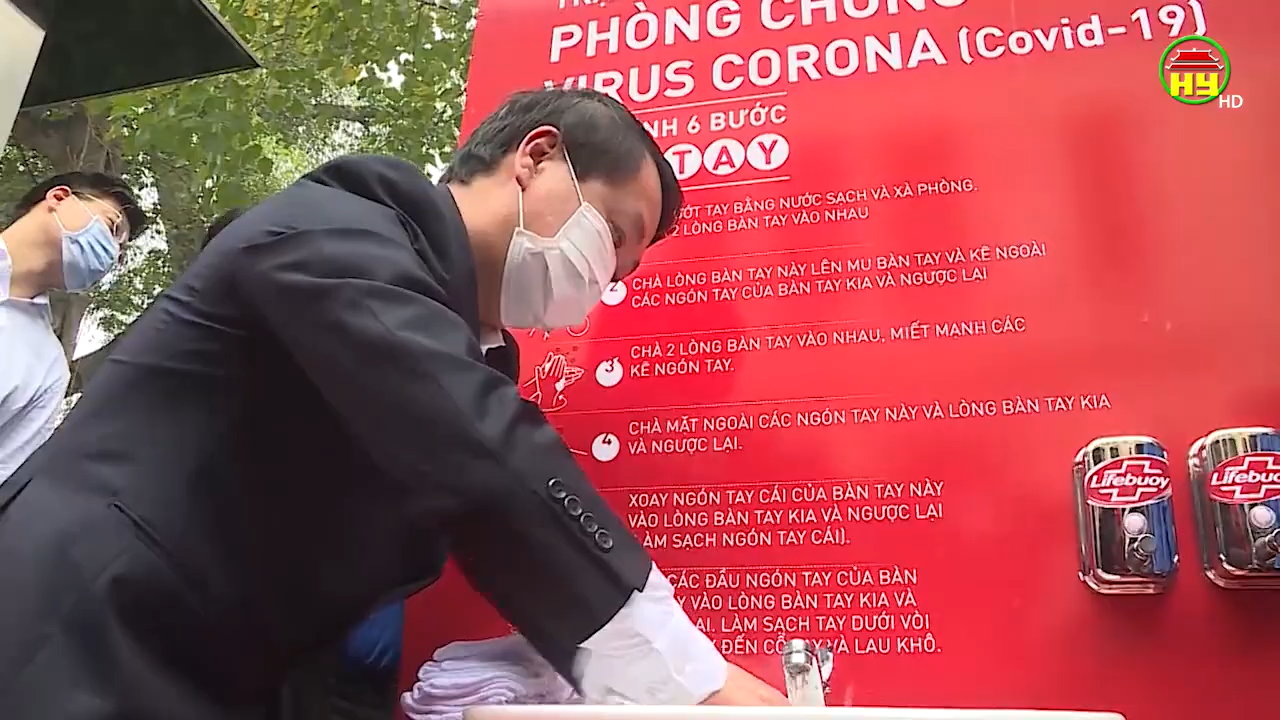 PHÒNG CHỐNG
VIRUS CORONA (Covid-19)
HY
HD
6 BƯỚC
TAY
TAY BẰNG NƯỚC SẠCH VÀ XÀ PHÒNG.
2 LÒNG BÀN TAY VÀO NHAU
2 CHÀ LÒNG BÀN TAY NÀY LÊN MU BÀN TAY VÀ KẼ NGOÀI
CÁC NGÓN TAY CỦA BÀN TAY KIA VÀ NGƯỢC LẠI
3 CHÀ 2 LÒNG BÀN TAY VÀO NHAU, MIẾT MẠNH CÁC
KẼ NGÓN TAY.
4 CHÀ MẶT NGOÀI CÁC NGÓN TAY NÀY VÀ LÒNG BÀN TAY KIA
VÀ NGƯỢC LẠI.
XOAY NGÓN TAY CÁI CỦA BÀN TAY NÀY
VÀO LÒNG BÀN TAY KIA VÀ NGƯỢC LẠI
LÀM SẠCH NGÓN TAY CÁI).
CÁC ĐẦU NGÓN TAY CỦA BÀN
VÀO LÒNG BÀN TAY KIA VÀ
LẠI. LÀM SẠCH TAY DƯỚI VÒI
ĐẾN CỔ TAY VÀ LAU KHÔ.
Lifebuoy
Lifebuoy